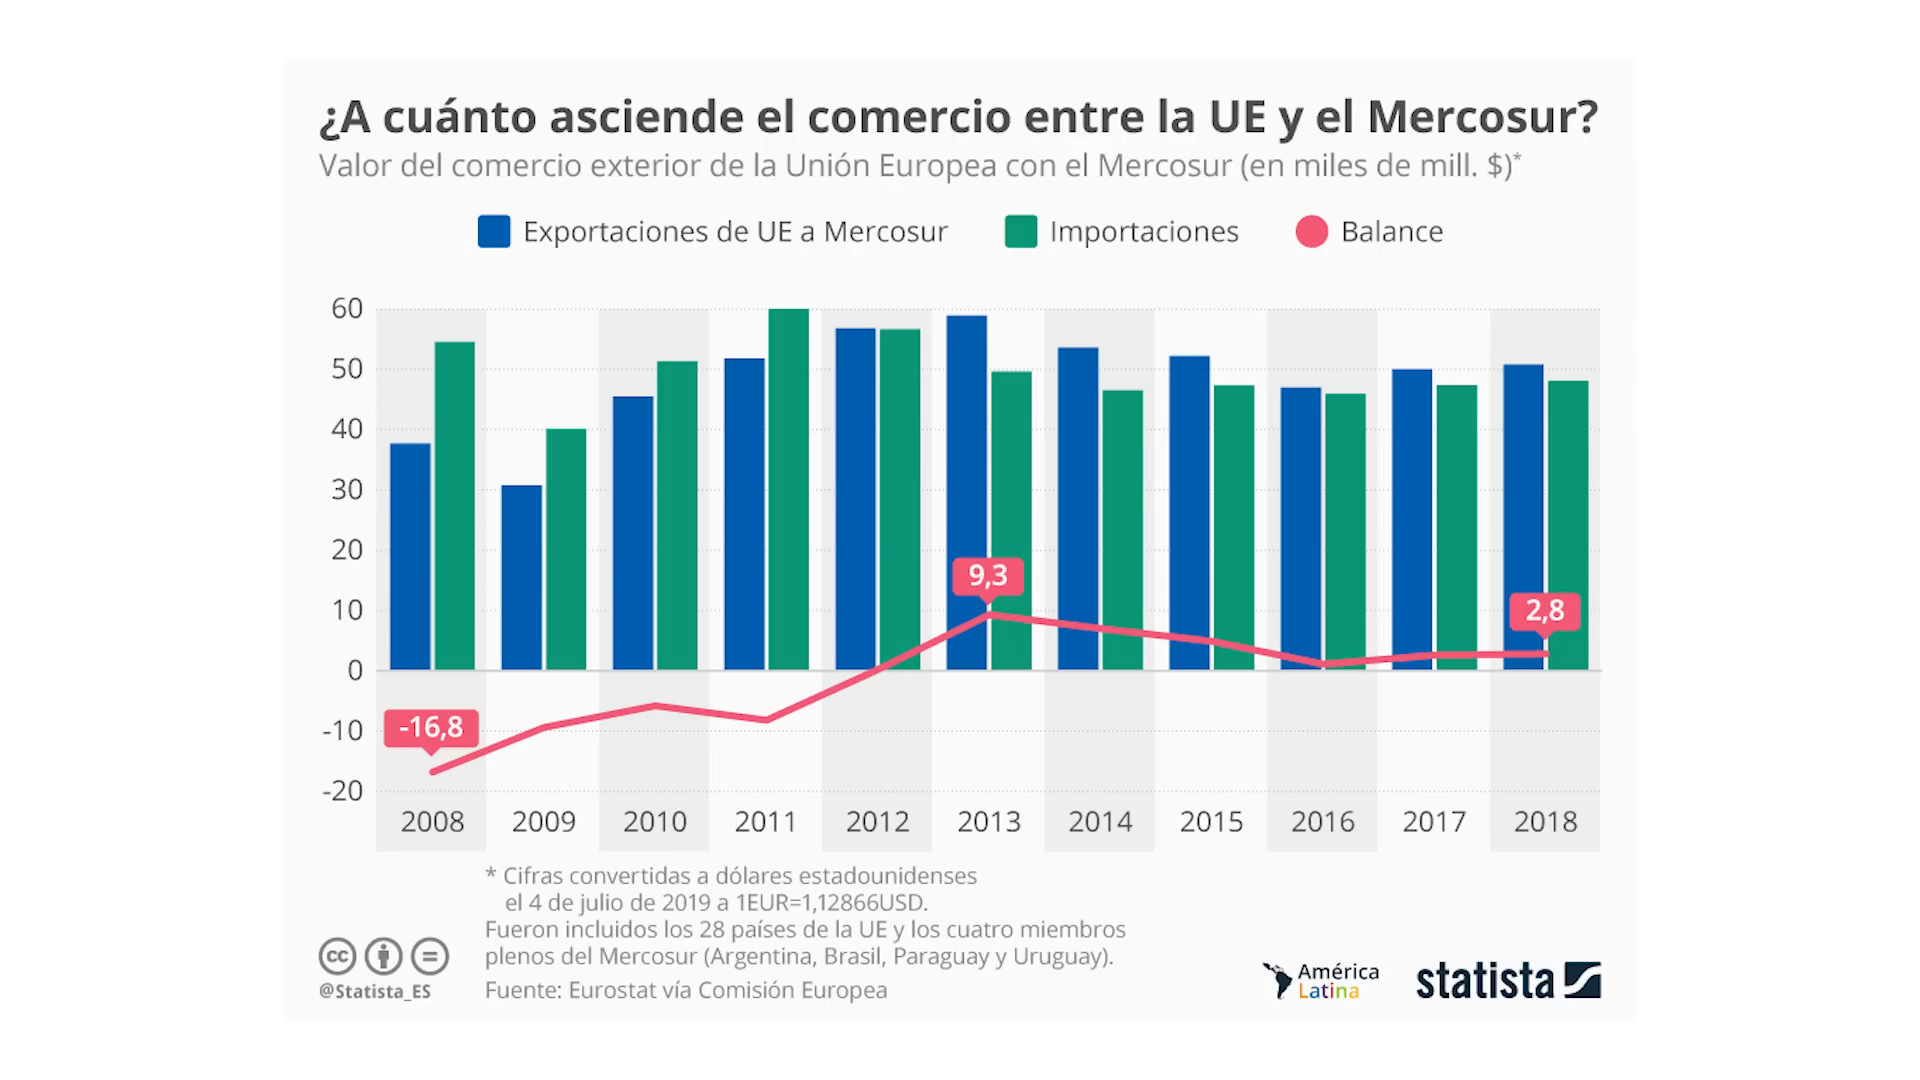 ¿A cuánto asciende el comercio entre la UE y el Mercosur?
Valor del comercio exterior de la Unión Europea con el Mercosur (en miles de mill. $)*
Exportaciones de UE a Mercosur Importaciones Balance
60
50
40
30
20
10
0
-10
-20
-16,8
9,3
2,8
2008 2009 2010 2011 2012 2013 2014 2015 2016 2017 2018
* Cifras convertidas a dólares estadounidenses
el 4 de julio de 2019 a 1EUR=1,12866USD.
Fueron incluidos los 28 países de la UE y los cuatro miembros
plenos del Mercosur (Argentina, Brasil, Paraguay y Uruguay).
Fuente: Eurostat vía Comisión Europea
cc
@Statista_ES
América
Latina
statista